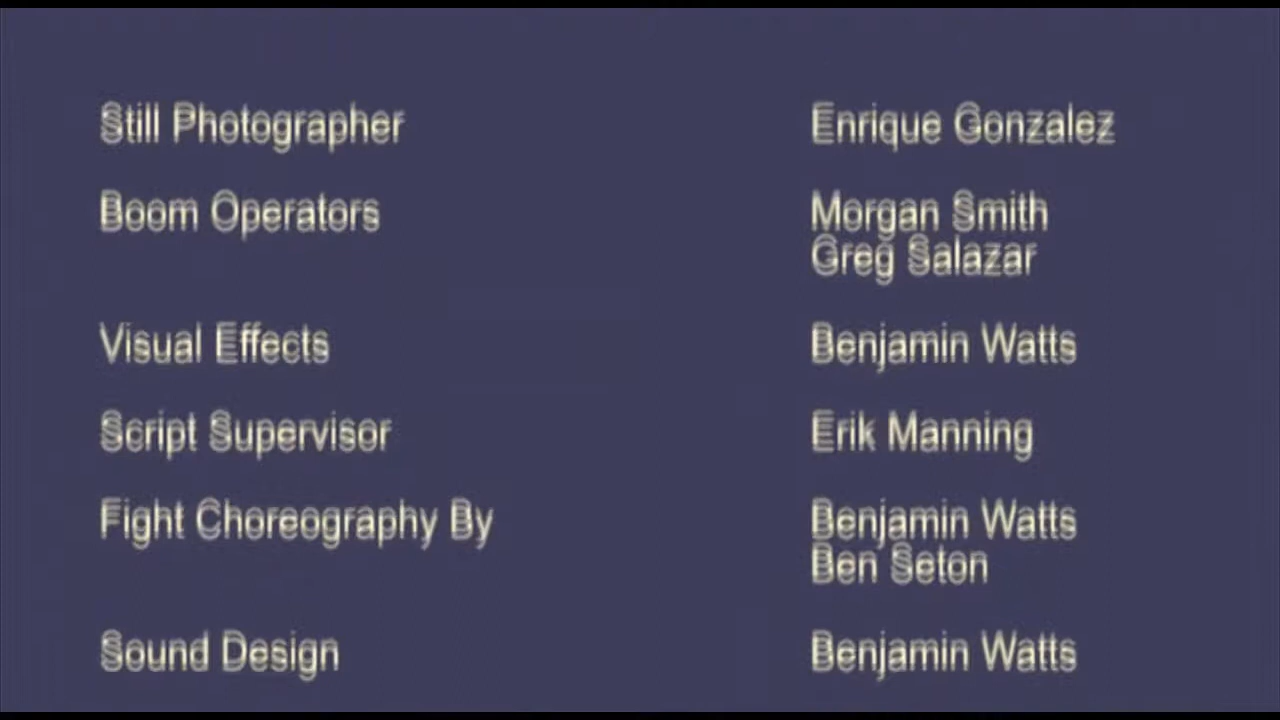 Still Photographer Enrique Gonzalez
Boom Operators Morgan Smith
Greg Salazar
Visual Effects Benjamin Watts
Script Supervisor Erik Manning
Fight Choreography By Benjamin Watts
Ben Seton
Sound Design Benjamin Watts